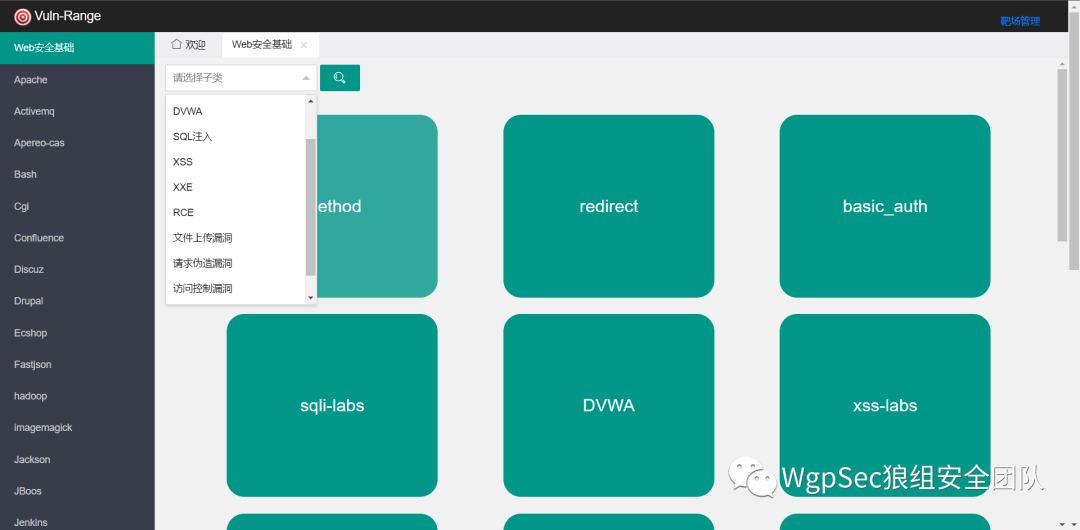 Vuln-Range
靶场管理
Web安全基础
Apache
Activemq
Apereo-cas
Bash
Cgi
Confluence
Discuz
Drupal
Ecshop
Fastjson
hadoop
imagemagick
Jackson
JBoos
Jenkins
欢迎
Web安全基础
请选择子类
DVWA
SQL注入
XSS
XXE
RCE
文件上传漏洞
请求伪造漏洞
访问控制漏洞
ethod
redirect
basic_auth
sqli-labs
DVWA
xss-labs
WgpSec狼组安全团队